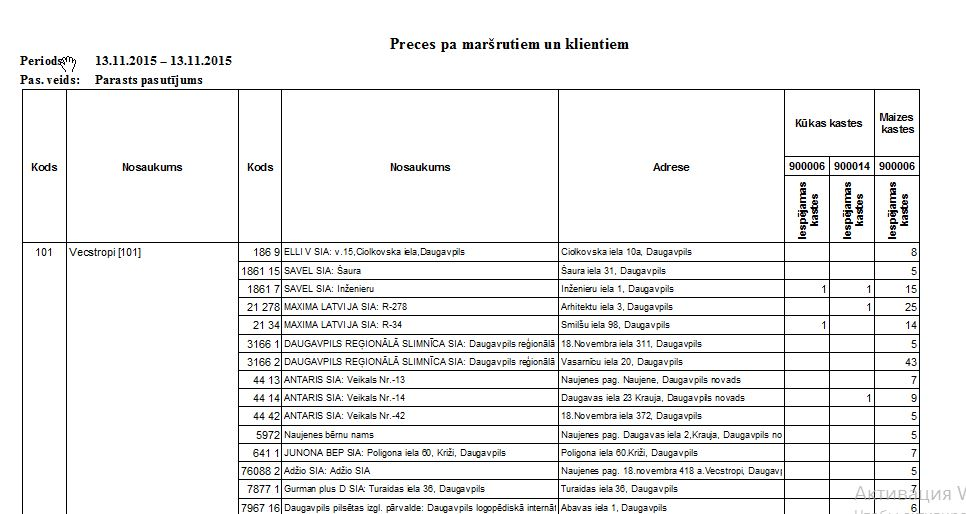 Preces pa maršrutiem un klientiem
Periods: 13.11.2015 – 13.11.2015
Pas. veids: Parasts pasutījums
Kods Nosaukums Kods Nosaukums Adrese Kūkas kastes Maizes kastes
900006 900014 900006
Iespējamas kastes Iespējamas kastes Iespējamas kastes
101 Vecstropi [101] 186 9 ELLI V SIA: v.15,Ciolkovska iela,Daugavpils Ciolkovska iela 10a, Daugavpils 8
1861 15 SAVEL SIA: Šaura Šaura iela 31, Daugavpils 5
1861 7 SAVEL SIA: Inženieru Inženieru iela 1, Daugavpils 1 1 15
21 278 MAXIMA LATVIJA SIA: R-278 Arhitektu iela 3, Daugavpils 1 25
21 34 MAXIMA LATVIJA SIA: R-34 Smilšu iela 98, Daugavpils 1 14
3166 1 DAUGAVPILS REĢIONĀLĀ SLIMNĪCA SIA: Daugavpils reģionālā 18.Novembra iela 311, Daugavpils 5
3166 2 DAUGAVPILS REĢIONĀLĀ SLIMNĪCA SIA: Daugavpils reģionālā Vasarnīcu iela 20, Daugavpils 43
44 13 ANTARIS SIA: Veikals Nr.-13 Naujenes pag. Naujene, Daugavpils novads 7
44 14 ANTARIS SIA: Veikals Nr.-14 Daugavas iela 23 Krauja, Daugavpils novads 1 9
44 42 ANTARIS SIA: Veikals Nr.-42 18.Novembra iela 372, Daugavpils 5
5972 Naujenes bērnu nams Naujenes pag. Daugavas iela 2,Krauja, Daugavpils no 5
641 1 JUNONA BEP SIA: Poligona iela 60, Križi, Daugavpils Poligona iela 60.Križi, Daugavpils 7
76088 2 Adžio SIA: Adžio SIA Naujenes pag. 18.novembra 418 a.Vecstropi, Daugavp 5
7877 1 Gurman plus D SIA: Turaidas iela 36, Daugavpils Turaidas iela 36, Daugavpils 7
7967 16 Daugavpils pilsētas izgl. pārvalde: Daugavpils logopēdiskā internāt Abavas iela 1, Daugavpils 6
Активация W